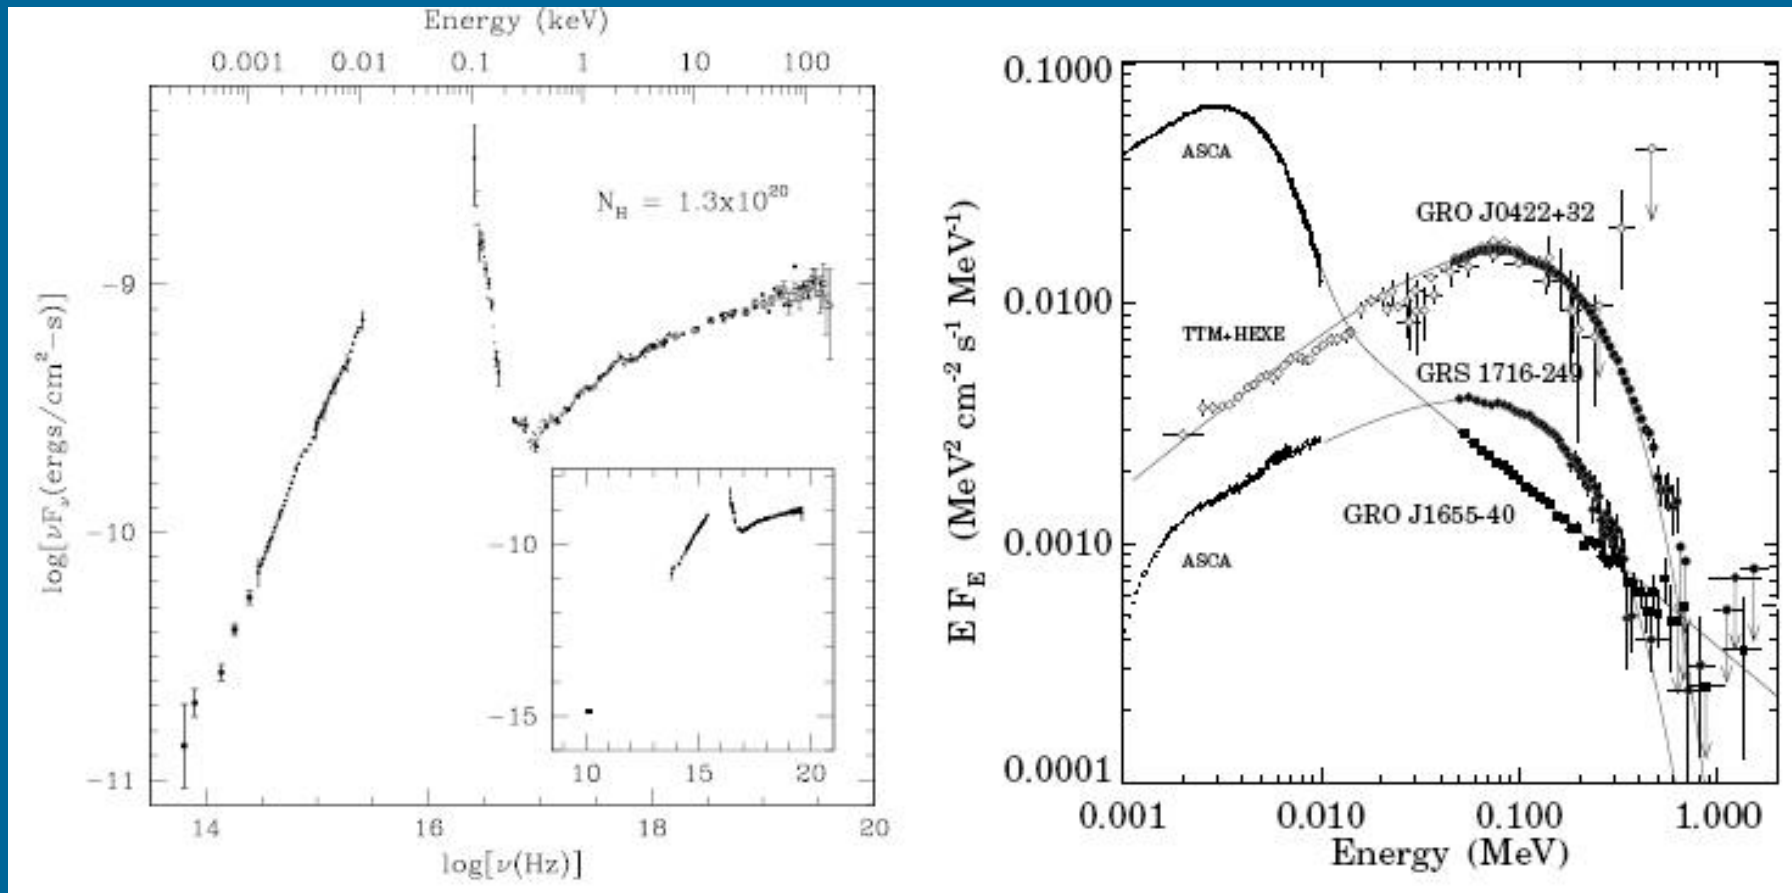 Energy (keV)
0.001 0.01 0.1 1 10 100
N_H = 1.3x10^20
log[νF_ν(ergs/cm^2-s)]
-9
-10
-11
-10
-15
10 15 20
14 16 18 20
log[ν(Hz)]
0.1000
0.0100
0.0010
0.0001
E F_E (MeV^2 cm^-2 s^-1 MeV^-1)
ASCA
GRO J0422+32
TTM+HEXE
GRS 1716-249
GRO J1655-40
ASCA
0.001 0.010 0.100 1.000
Energy (MeV)